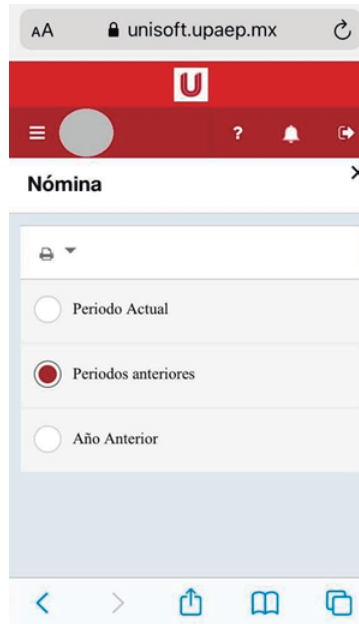 AA unisoft.upaep.mx
U
?
Nómina
Periodo Actual
Periodos anteriores
Año Anterior